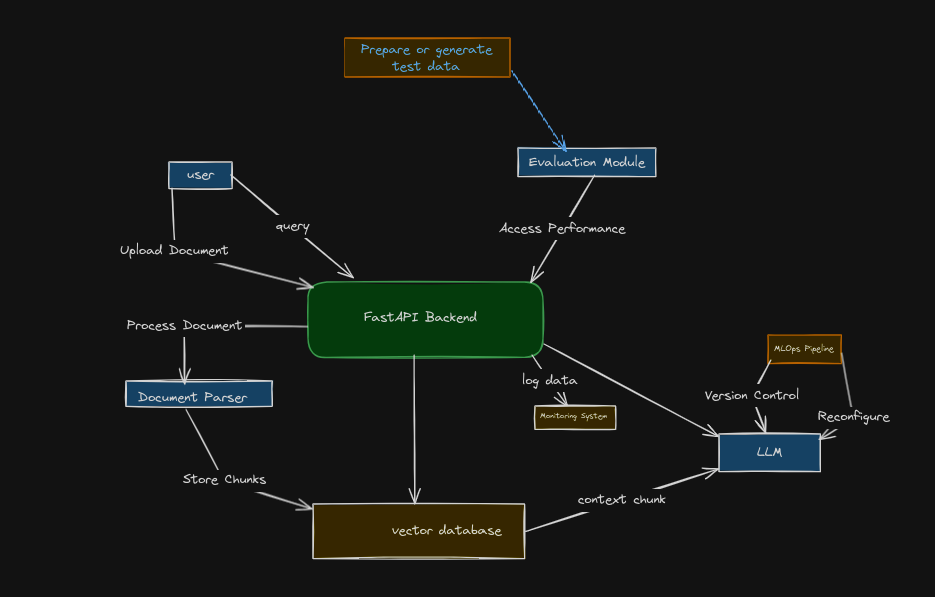 Prepare or generate
test data
Evaluation Module
user
query
Access Performance
Upload Document
FastAPI Backend
Process Document
MLOps Pipeline
log data
Version Control
Document Parser
Monitoring System
Reconfigure
LLM
Store Chunks
context chunk
vector database